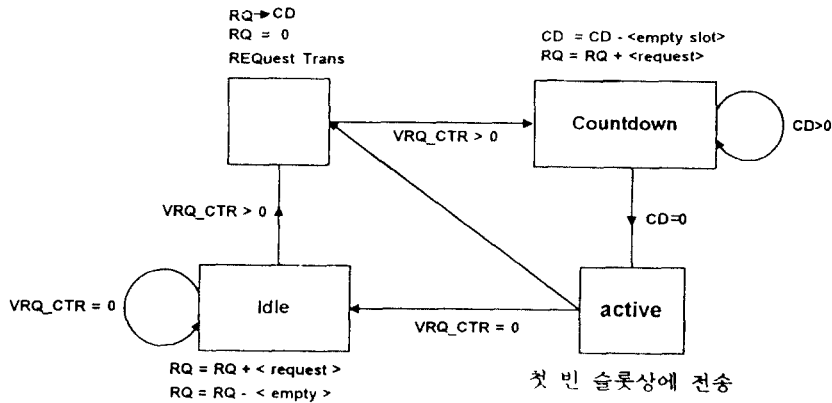 RQ→CD
RQ = 0
REQuest Trans
CD = CD - <empty slot>
RQ = RQ + <request>
Countdown
CD>0
VRQ_CTR > 0
VRQ_CTR > 0
CD=0
VRQ_CTR = 0
Idle
VRQ_CTR = 0
active
RQ = RQ + < request >
RQ = RQ - < empty >
첫 빈 슬롯상에 전송